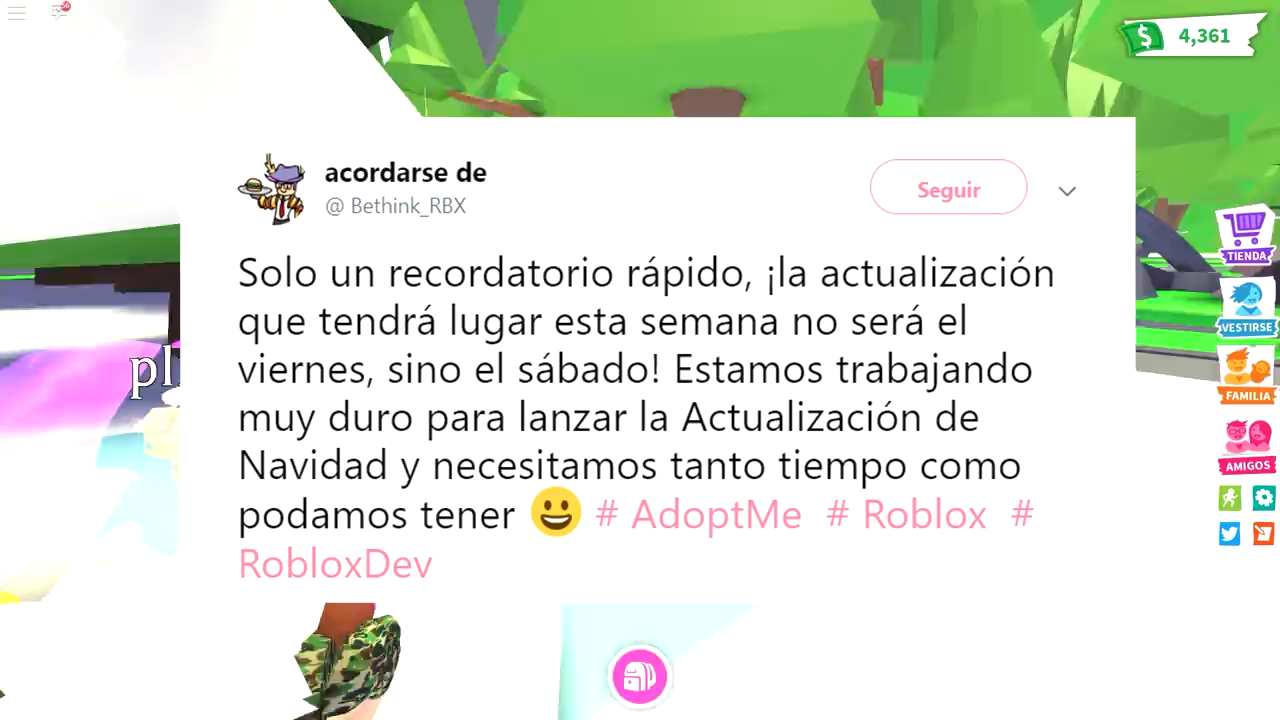 56
4,361
acordarse de
@ Bethink_RBX
Seguir
Solo un recordatorio rápido, ¡la actualización
que tendrá lugar esta semana no será el
viernes, sino el sábado! Estamos trabajando
muy duro para lanzar la Actualización de
Navidad y necesitamos tanto tiempo como
podamos tener 😀 # AdoptMe # Roblox #
RobloxDev
pl
TIENDA
VESTIRSE
FAMILIA
AMIGOS